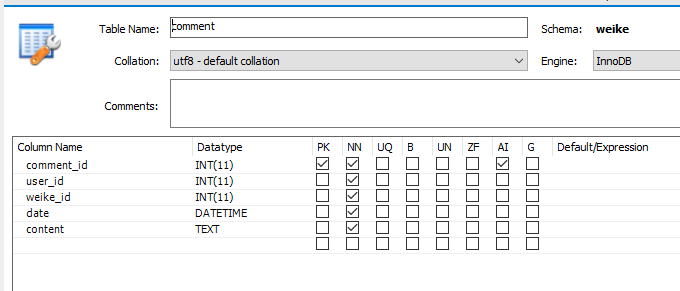 Table Name: comment Schema: weike
Collation: utf8 - default collation Engine: InnoDB
Comments:
Column Name Datatype PK NN UQ B UN ZF AI G Default/Expression
comment_id INT(11)
user_id INT(11)
weike_id INT(11)
date DATETIME
content TEXT